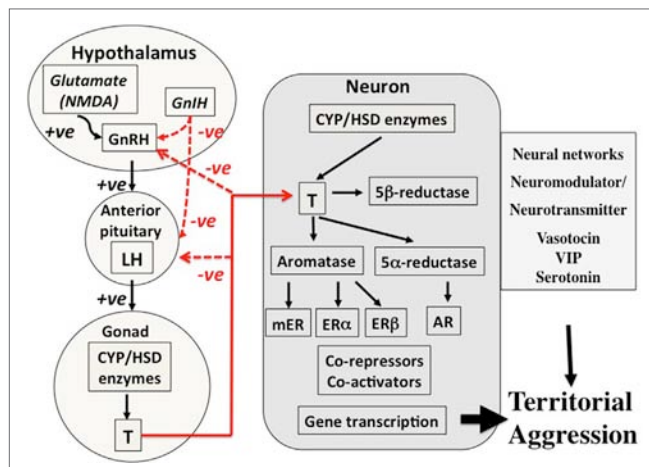 Hypothalamus
Glutamate
(NMDA)
GnIH
+ve
GnRH
-ve
-ve
+ve
Anterior
pituitary
LH
-ve
-ve
+ve
Gonad
CYP/HSD
enzymes
T
Neuron
CYP/HSD enzymes
T
5β-reductase
Aromatase
5α-reductase
mER
ERα
ERβ
AR
Co-repressors
Co-activators
Gene transcription
Neural networks
Neuromodulator/
Neurotransmitter
Vasotocin
VIP
Serotonin
Territorial
Aggression